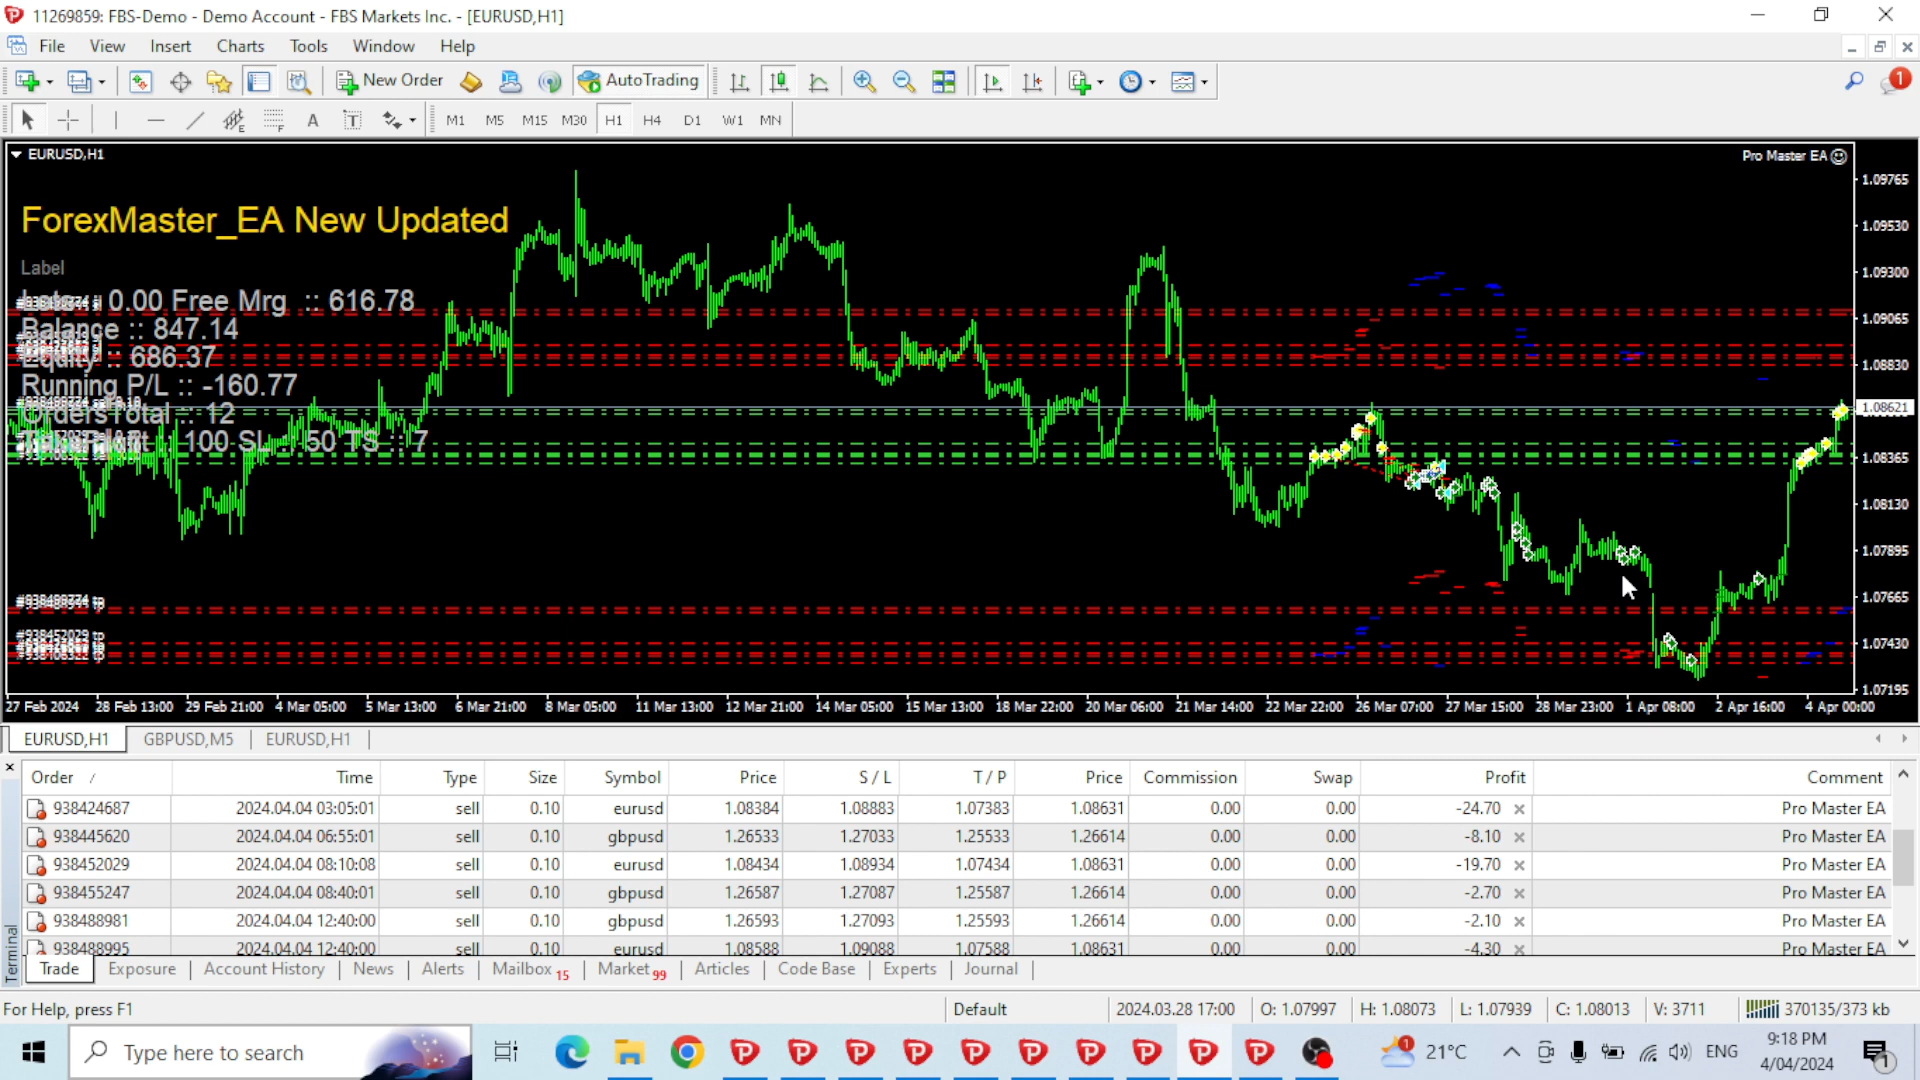 11269859: FBS-Demo - Demo Account - FBS Markets Inc. - [EURUSD,H1]
File View Insert Charts Tools Window Help
New Order AutoTrading 1
A T M1 M5 M15 M30 H1 H4 D1 W1 MN
EURUSD,H1 Pro Master EA
ForexMaster_EA New Updated
Label
0.00 Free Mrg :: 616.78
Balance :: 847.14
Equity :: 686.37
Running P/L :: -160.77
OrdersTotal :: 12
100 SL :: 50 TS :: 7
#938452029 tp
1.09765
1.09530
1.09300
1.09065
1.08830
1.08621
1.08365
1.08130
1.07895
1.07665
1.07430
1.07195
27 Feb 2024 28 Feb 13:00 29 Feb 21:00 4 Mar 05:00 5 Mar 13:00 6 Mar 21:00 8 Mar 05:00 11 Mar 13:00 12 Mar 21:00 14 Mar 05:00 15 Mar 13:00 18 Mar 22:00 20 Mar 06:00 21 Mar 14:00 22 Mar 22:00 26 Mar 07:00 27 Mar 15:00 28 Mar 23:00 1 Apr 08:00 2 Apr 16:00 4 Apr 00:00
EURUSD,H1 GBPUSD,M5 EURUSD,H1
Order / Time Type Size Symbol Price S / L T / P Price Commission Swap Profit Comment
938424687 2024.04.04 03:05:01 sell 0.10 eurusd 1.08384 1.08883 1.07383 1.08631 0.00 0.00 -24.70 Pro Master EA
938445620 2024.04.04 06:55:01 sell 0.10 gbpusd 1.26533 1.27033 1.25533 1.26614 0.00 0.00 -8.10 Pro Master EA
938452029 2024.04.04 08:10:08 sell 0.10 eurusd 1.08434 1.08934 1.07434 1.08631 0.00 0.00 -19.70 Pro Master EA
938455247 2024.04.04 08:40:01 sell 0.10 gbpusd 1.26587 1.27087 1.25587 1.26614 0.00 0.00 -2.70 Pro Master EA
938488981 2024.04.04 12:40:00 sell 0.10 gbpusd 1.26593 1.27093 1.25593 1.26614 0.00 0.00 -2.10 Pro Master EA
938488995 2024.04.04 12:40:00 sell 0.10 eurusd 1.08588 1.09088 1.07588 1.08631 0.00 0.00 -4.30 Pro Master EA
Terminal
Trade Exposure Account History News Alerts Mailbox 15 Market 99 Articles Code Base Experts Journal
For Help, press F1 Default 2024.03.28 17:00 O: 1.07997 H: 1.08073 L: 1.07939 C: 1.08013 V: 3711 370135/373 kb
Type here to search 1 21°C ENG 9:18 PM
4/04/2024 1